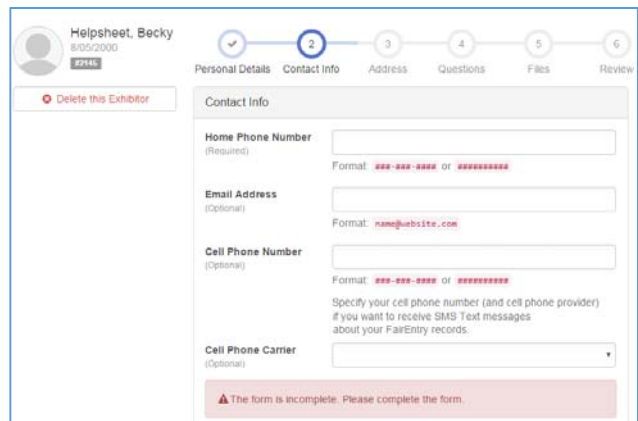 Helpsheet, Becky
8/05/2000
#2145
Delete this Exhibitor
2
3
4
5
6
Personal Details
Contact Info
Address
Questions
Files
Review
Contact Info
Home Phone Number
(Required)
Format: ###-###-#### or ##########
Email Address
(Optional)
Format: name@website.com
Cell Phone Number
(Optional)
Format: ###-###-#### or ##########
Specify your cell phone number (and cell phone provider)
if you want to receive SMS Text messages
about your FairEntry records.
Cell Phone Carrier
(Optional)
The form is incomplete. Please complete the form.